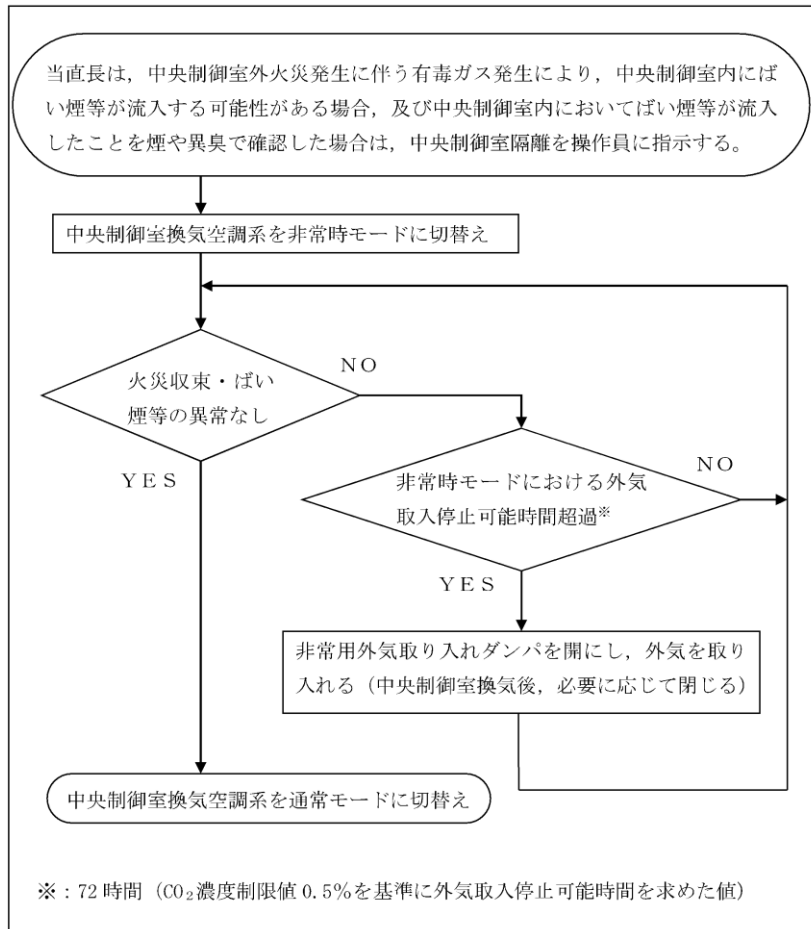 当直長は，中央制御室外火災発生に伴う有毒ガス発生により，中央制御室内にば
い煙等が流入する可能性がある場合，及び中央制御室内においてばい煙等が流入
したことを煙や異臭で確認した場合は，中央制御室隔離を操作員に指示する。
中央制御室換気空調系を非常時モードに切替え
火災収束・ばい
煙等の異常なし
ＮＯ
ＹＥＳ
非常時モードにおける外気
取入停止可能時間超過※
ＮＯ
ＹＥＳ
非常用外気取り入れダンパを開にし，外気を取り
入れる（中央制御室換気後，必要に応じて閉じる）
中央制御室換気空調系を通常モードに切替え
※：72 時間（CO₂濃度制限値 0.5%を基準に外気取入停止可能時間を求めた値）